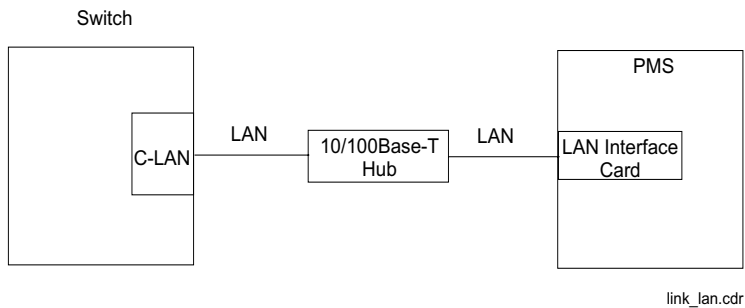 Switch
PMS
C-LAN
LAN
10/100Base-T
Hub
LAN
LAN Interface
Card
link_lan.cdr